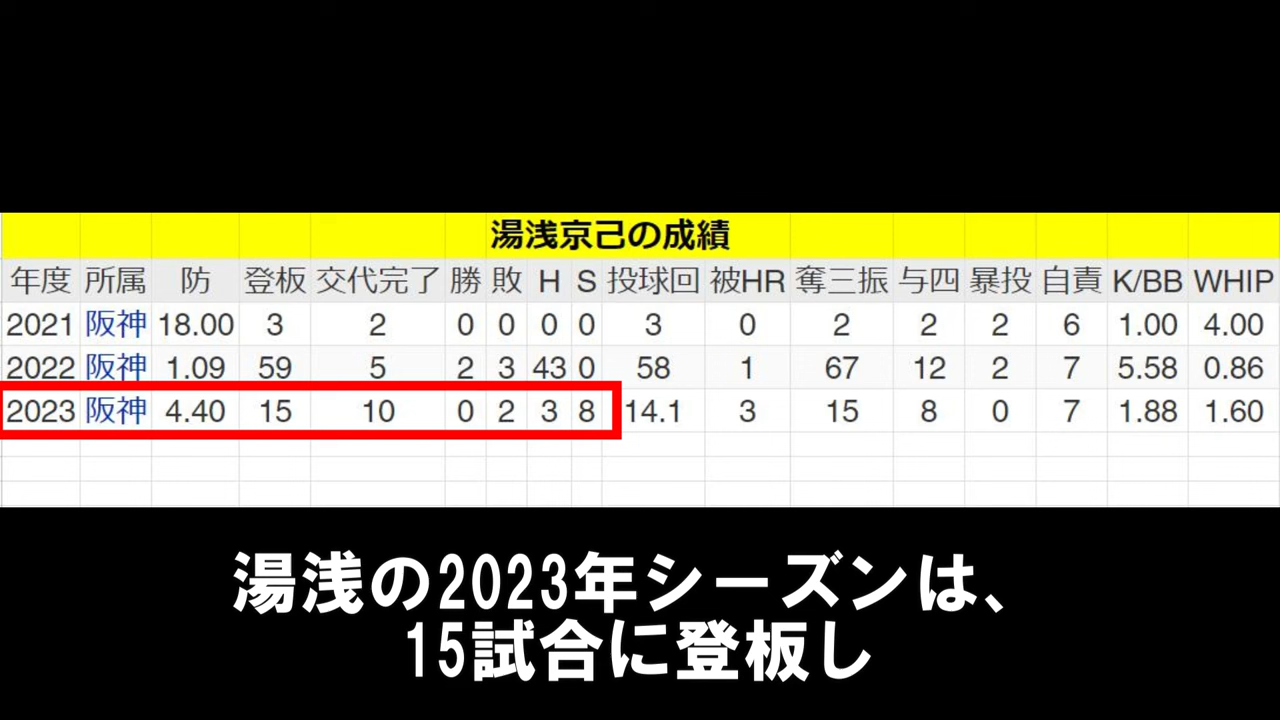 湯浅京己の成績
年度 所属 防 登板 交代完了 勝 敗 H S 投球回 被HR 奪三振 与四 暴投 自責 K/BB WHIP
2021 阪神 18.00 3 2 0 0 0 0 3 0 2 2 2 6 1.00 4.00
2022 阪神 1.09 59 5 2 3 43 0 58 1 67 12 2 7 5.58 0.86
2023 阪神 4.40 15 10 0 2 3 8 14.1 3 15 8 0 7 1.88 1.60
湯浅の2023年シーズンは、
15試合に登板し